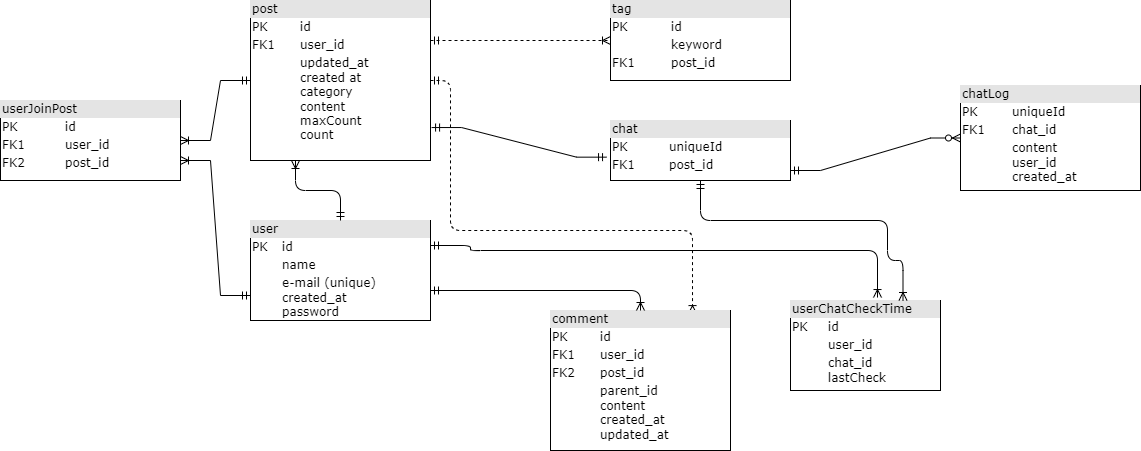 post
PK id
FK1 user_id
updated_at
created at
category
content
maxCount
count
tag
PK id
keyword
FK1 post_id
userJoinPost
PK id
FK1 user_id
FK2 post_id
chat
PK uniqueId
FK1 post_id
chatLog
PK uniqueId
FK1 chat_id
content
user_id
created_at
user
PK id
name
e-mail (unique)
created_at
password
comment
PK id
FK1 user_id
FK2 post_id
parent_id
content
created_at
updated_at
userChatCheckTime
PK id
user_id
chat_id
lastCheck